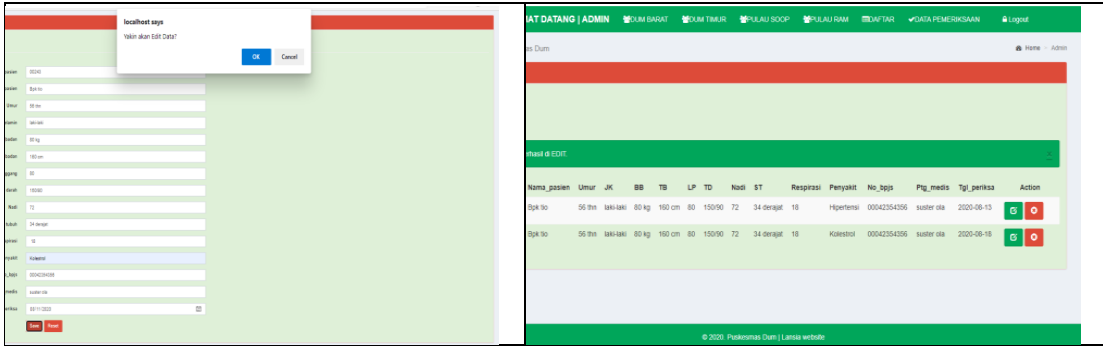 localhost says
Yakin akan Edit Data?
OK Cancel
00240
Bpk tio
Umur 56 thn
laki-laki
80 kg
160 cm
80
150/90
Nadi 72
34 derajat
18
Kolestrol
00042354356
suster ola
Save Reset
AT DATANG | ADMIN DUM BARAT DUM TIMUR PULAU SOOP PULAU RAM DAFTAR DATA PEMERIKSAAN Logout
as Dum Home Admin
erhasil di EDIT.
Nama_pasien Umur JK BB TB LP TD Nadi ST Respirasi Penyakit No_bpjs Ptg_medis Tgl_periksa Action
Bpk tio 56 thn laki-laki 80 kg 160 cm 80 150/90 72 34 derajat 18 Hipertensi 00042354356 suster ola 2020-08-13
Bpk tio 56 thn laki-laki 80 kg 160 cm 80 150/90 72 34 derajat 18 Kolestrol 00042354356 suster ola 2020-08-18
© 2020. Puskesmas Dum | Lansia website